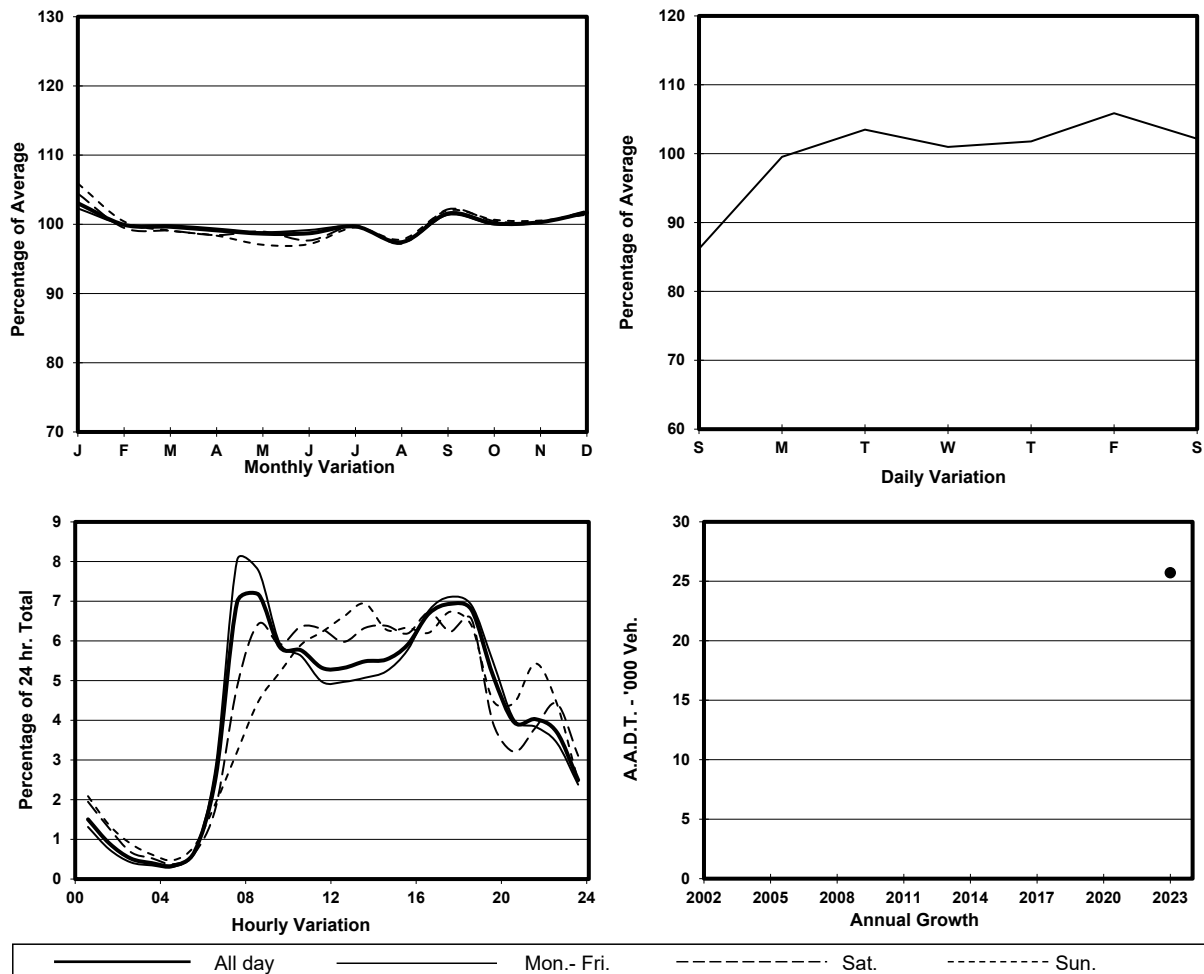 130
120
110
100
90
80
70
Percentage of Average
J F M A M J J A S O N D
Monthly Variation
120
110
100
90
80
70
60
Percentage of Average
S M T W T F S
Daily Variation
9
8
7
6
5
4
3
2
1
0
Percentage of 24 hr. Total
00 04 08 12 16 20 24
Hourly Variation
30
25
20
15
10
5
0
A.A.D.T. - '000 Veh.
2002 2005 2008 2011 2014 2017 2020 2023
Annual Growth
All day Mon.- Fri. Sat. Sun.